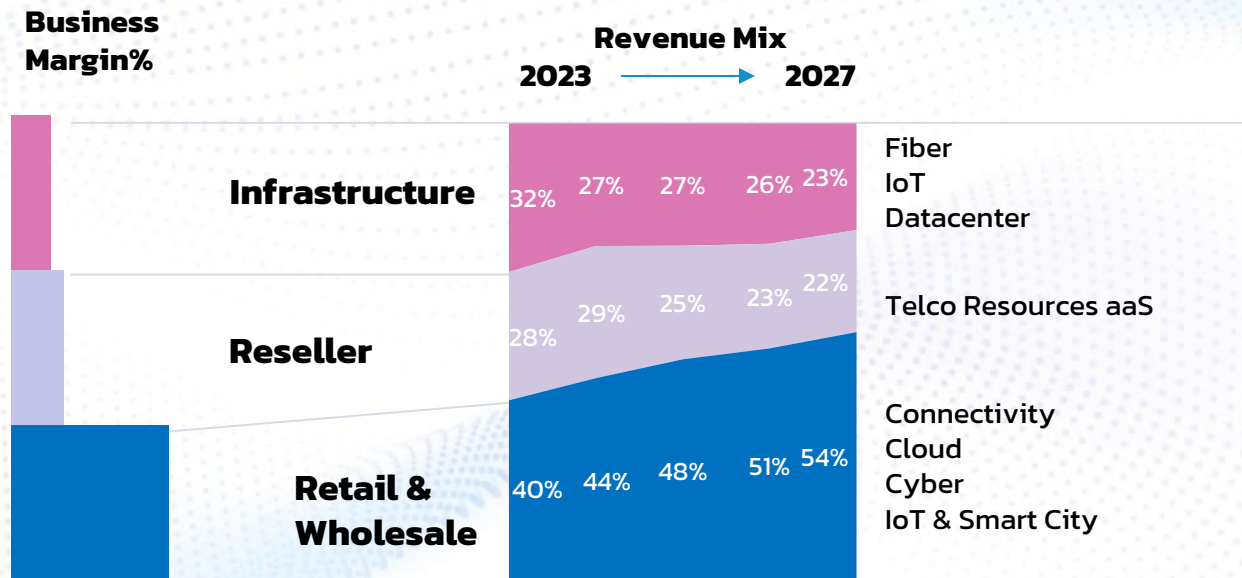 Business
Margin%
Revenue Mix
2023
2027
Infrastructure
32%
27%
27%
26%
23%
Fiber
IoT
Datacenter
Reseller
28%
29%
25%
23%
22%
Telco Resources aaS
Retail &
Wholesale
40%
44%
48%
51%
54%
Connectivity
Cloud
Cyber
IoT & Smart City